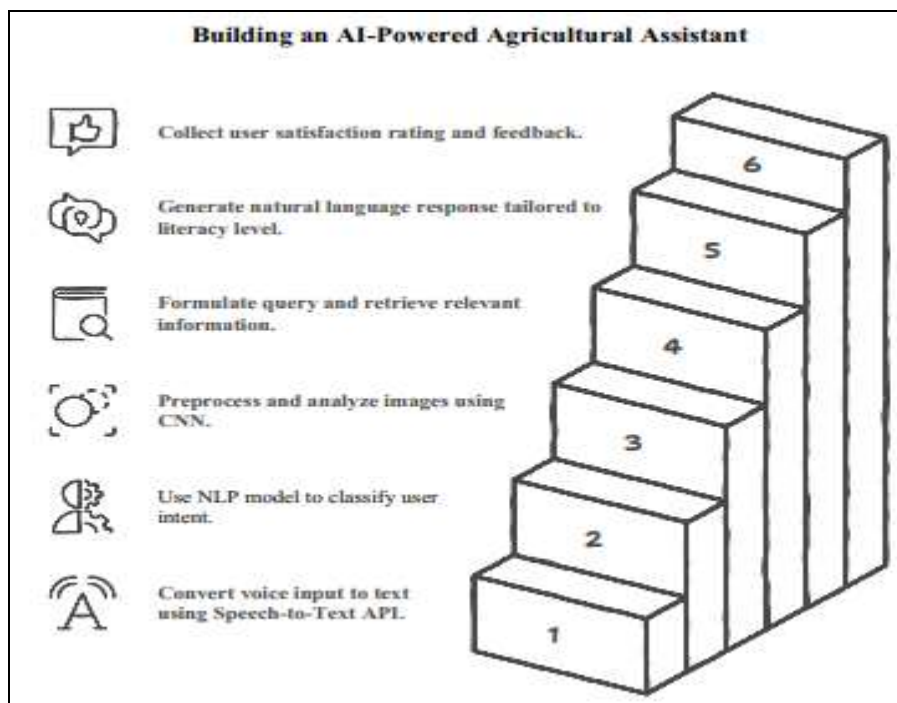 Building an AI-Powered Agricultural Assistant
Collect user satisfaction rating and feedback.
Generate natural language response tailored to
literacy level.
Formulate query and retrieve relevant
information.
Preprocess and analyze images using
CNN.
Use NLP model to classify user
intent.
Convert voice input to text
using Speech-to-Text API.
6
5
4
3
2
1